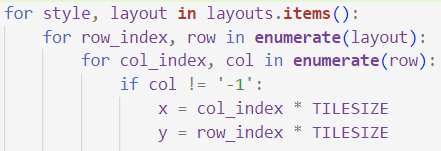 for style, layout in layouts.items():
    for row_index, row in enumerate(layout):
        for col_index, col in enumerate(row):
            if col != '-1':
                x = col_index * TILESIZE
                y = row_index * TILESIZE